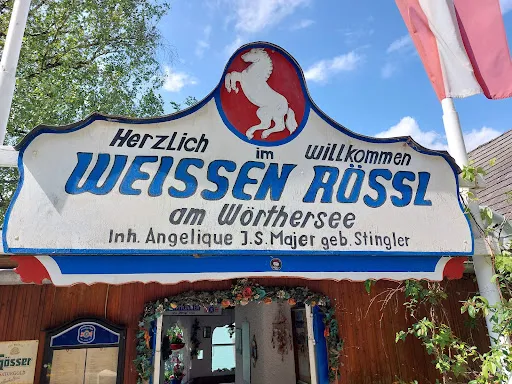 Herzlich willkommen
im
WEISSEN RÖSSL
am Wörthersee
Inh. Angelique J.S. Majer geb. Stingler
gösser